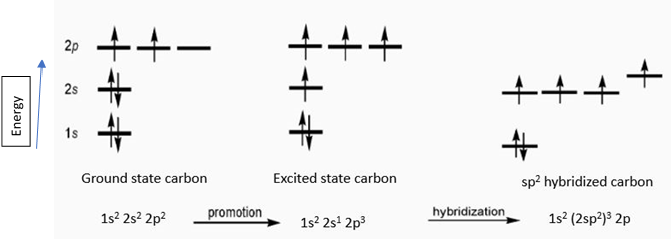 2p
2s
1s
Energy
Ground state carbon
Excited state carbon
sp² hybridized carbon
1s² 2s² 2p²
promotion
1s² 2s¹ 2p³
hybridization
1s² (2sp²)³ 2p